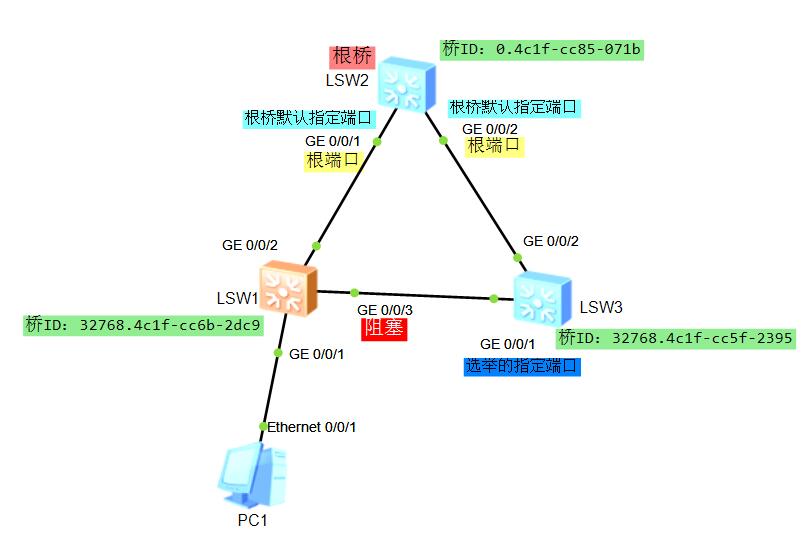 根桥
桥ID: 0.4c1f-cc85-071b
LSW2
根桥默认指定端口
根桥默认指定端口
GE 0/0/1
GE 0/0/2
根端口
根端口
GE 0/0/2
GE 0/0/2
LSW1
LSW3
GE 0/0/3
阻塞
桥ID: 32768.4c1f-cc6b-2dc9
桥ID: 32768.4c1f-cc5f-2395
GE 0/0/1
GE 0/0/1
选举的指定端口
Ethernet 0/0/1
PC1